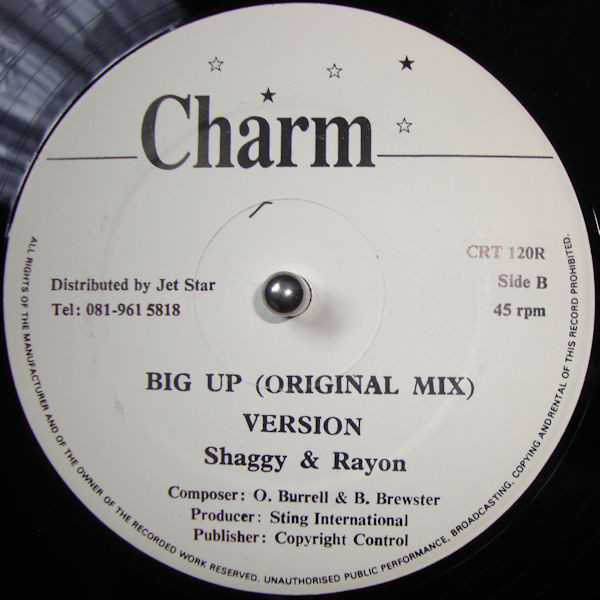 Charm
CRT 120R
Distributed by Jet Star
Side B
Tel: 081-961 5818
45 rpm
BIG UP (ORIGINAL MIX)
VERSION
Shaggy & Rayon
Composer: O. Burrell & B. Brewster
Producer: Sting International
Publisher: Copyright Control
ALL RIGHTS OF THE MANUFACTURER AND OF THE OWNER OF THE RECORDED WORK RESERVED. UNAUTHORISED PUBLIC PERFORMANCE, BROADCASTING, COPYING AND RENTAL OF THIS RECORD PROHIBITED.